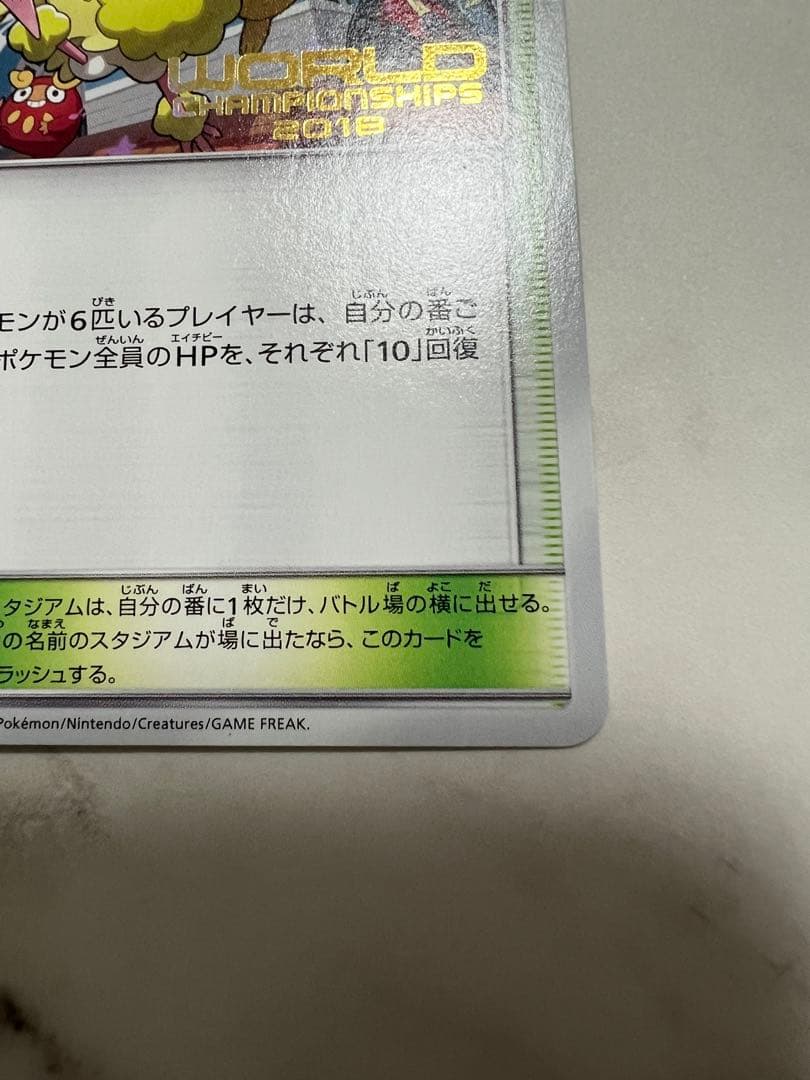 WORLD
CHAMPIONSHIPS
2018
モンが6匹いるプレイヤーは、自分の番ご
ポケモン全員のHPを、それぞれ「10」回復
タジアムは、自分の番に1枚だけ、バトル場の横に出せる。
の名前のスタジアムが場に出たなら、このカードを
ラッシュする。
Pokémon/Nintendo/Creatures/GAME FREAK.